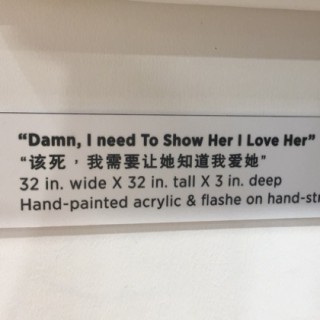 "Damn, I need To Show Her I Love Her"
"该死，我需要让她知道我爱她"
32 in. wide X 32 in. tall X 3 in. deep
Hand-painted acrylic & flashe on